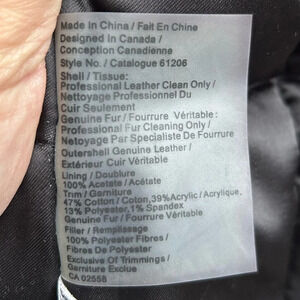 Made in China / Fait En Chine
Designed In Canada /
Conception Canadienne
Style No. / Catalogue 61206
Shell / Tissue:
Professional Leather Clean Only /
Nettoyage Professionnel Du
Cuir Seulement
Genuine Fur / Fourrure Véritable:
Professional Fur Cleaning Only /
Nettoyage Par Specialiste De Fourrure
Outershell Genuine Leather /
Extérieur Cuir Véritable
Lining / Doublure
100% Acetate / Acétate
47% Cotton / Coton, 39% Acrylic / Acrylique,
13% Polyester, 1% Spandex
Genuine Fur / Fourrure Véritable:
Filler / Remplissage
100% Polyester Fibres /
Fibres De Polyester
Exclusive Of Trimmings /
Garniture Exclue
CA 02558